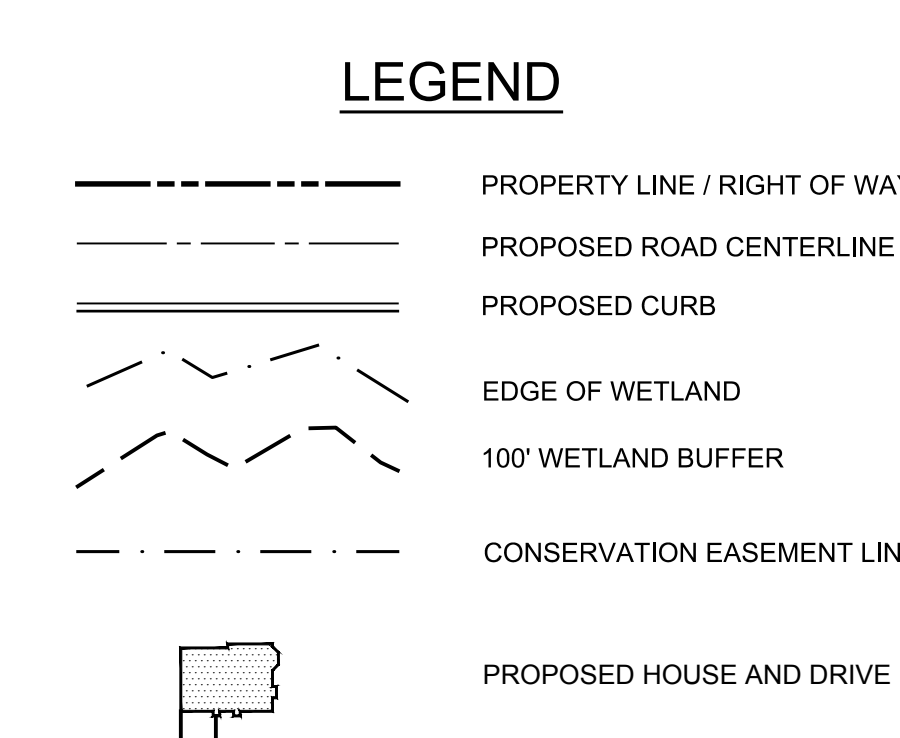 LEGEND
PROPERTY LINE / RIGHT OF WAY
PROPOSED ROAD CENTERLINE
PROPOSED CURB
EDGE OF WETLAND
100' WETLAND BUFFER
CONSERVATION EASEMENT LIN
PROPOSED HOUSE AND DRIVE